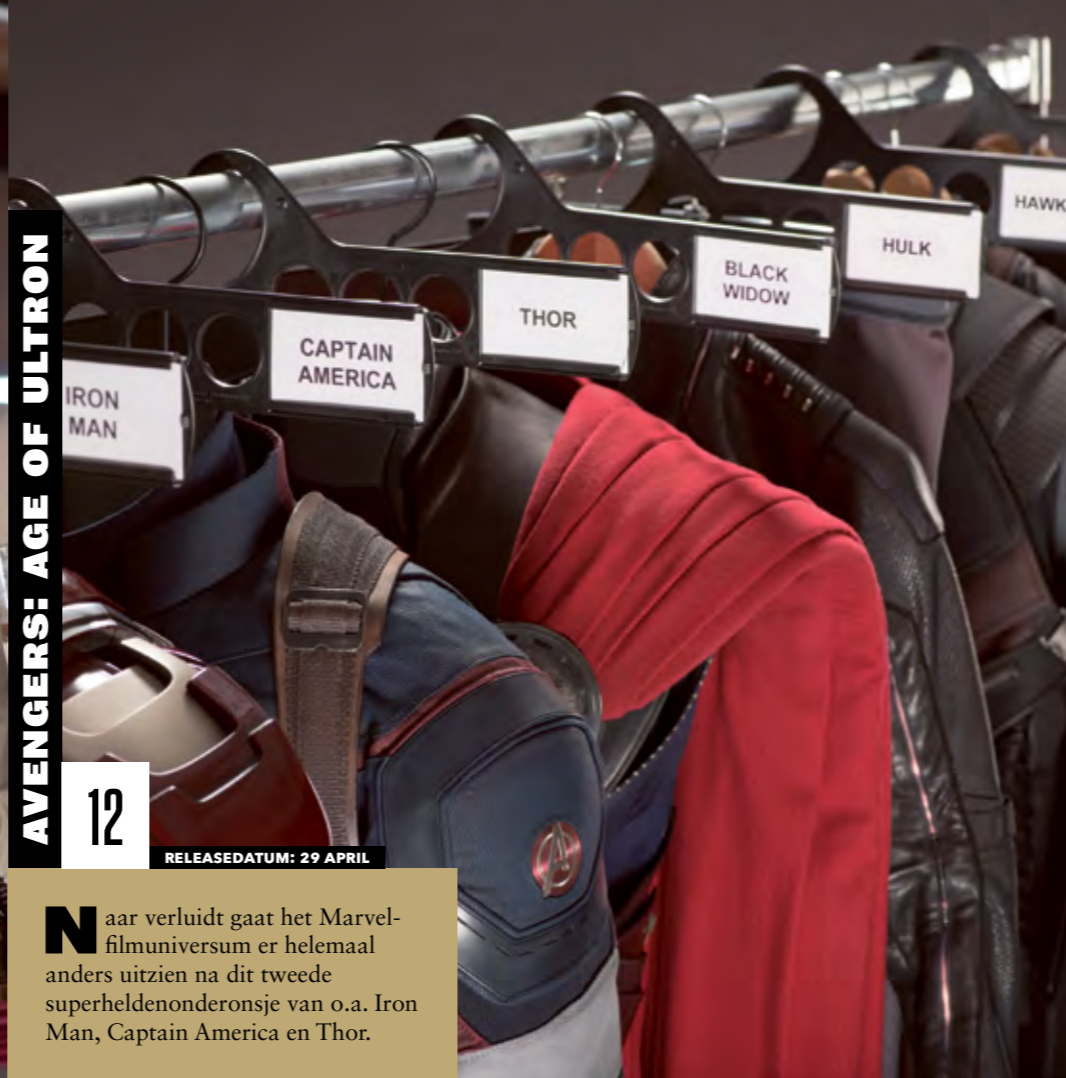 AVENGERS: AGE OF ULTRON
IRON
MAN
CAPTAIN
AMERICA
THOR
BLACK
WIDOW
HULK
HAWK
12
RELEASEDATUM: 29 APRIL
Naar verluidt gaat het Marvel-
filmuniversum er helemaal
anders uitzien na dit tweede
superheldenonderonsje van o.a. Iron
Man, Captain America en Thor.